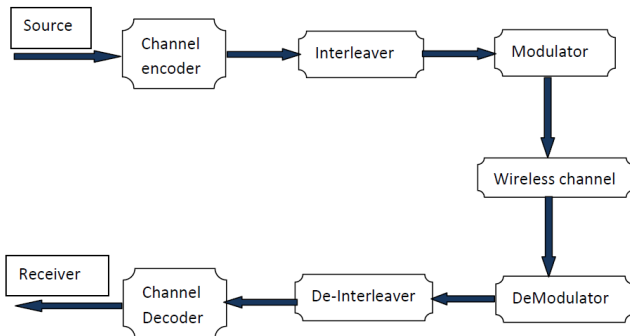 Source
Channel
encoder
Interleaver
Modulator
Wireless channel
DeModulator
De-Interleaver
Channel
Decoder
Receiver